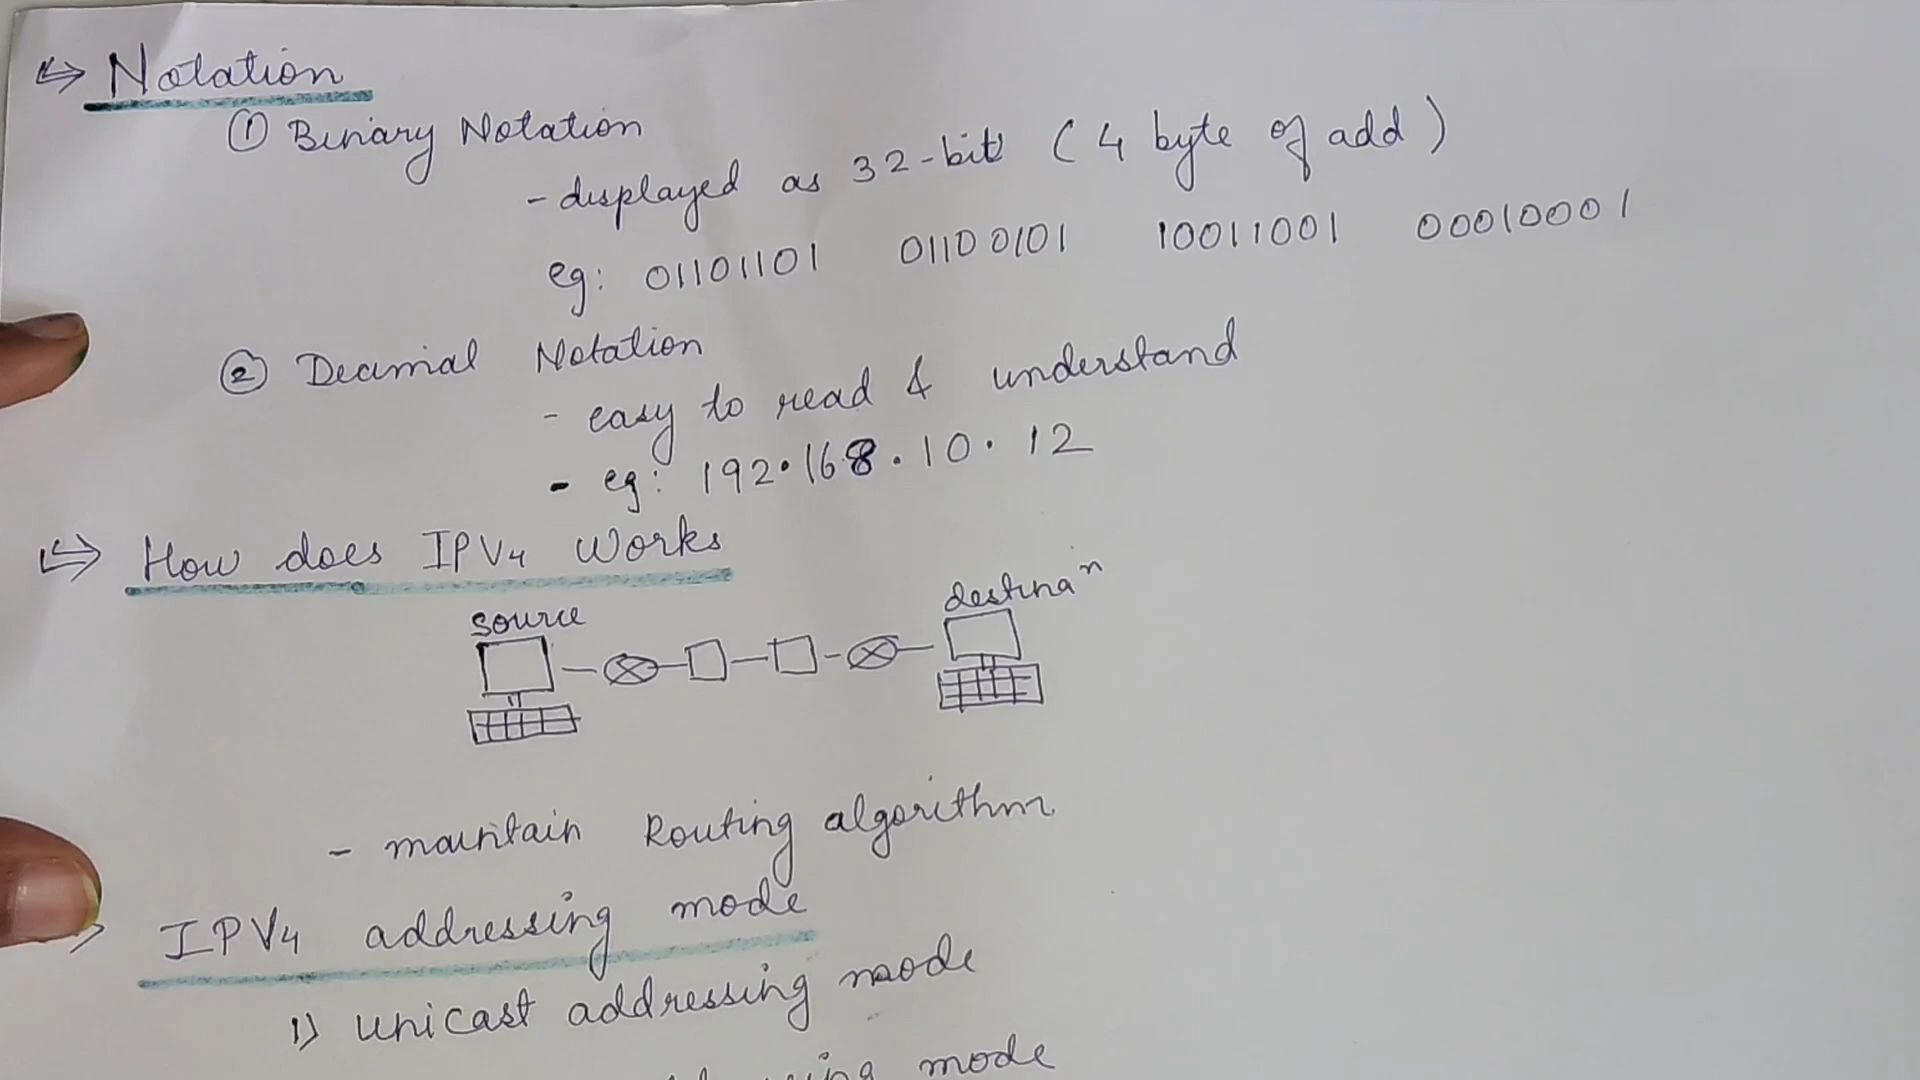 ↳> Notation
① Binary Notation
- displayed as 32-bit (4 byte of add)
eg: 01101101 01100101 10011001 00010001
② Decimal Notation
- easy to read & understand
- eg: 192.168.10.12
↳> How does IPV4 Works
source destinaⁿ
- maintain Routing algorithm
> IPV4 addressing mode
1) unicast addressing mode
mode